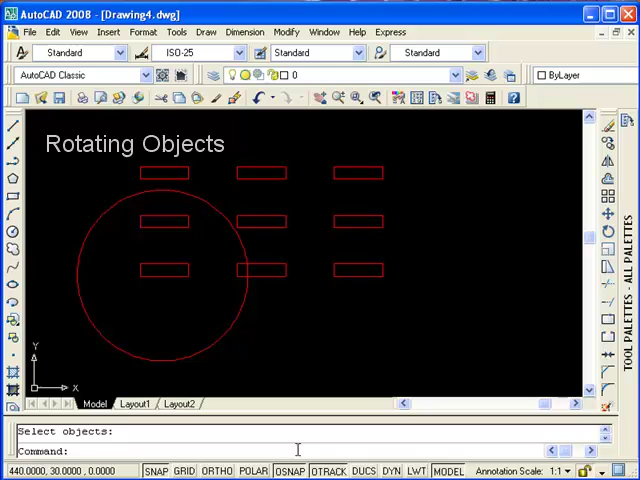 AutoCAD 2008 - [Drawing4.dwg]
File Edit View Insert Format Tools Draw Dimension Modify Window Help Express
Standard ISO-25 Standard Standard
AutoCAD Classic 0 ByLayer
Rotating Objects
Y
X
Model Layout1 Layout2
TOOL PALETTES - ALL PALETTES
Select objects:
Command:
440.0000, 30.0000 , 0.0000 SNAP GRID ORTHO POLAR OSNAP OTRACK DUCS DYN LWT MODEL Annotation Scale: 1:1